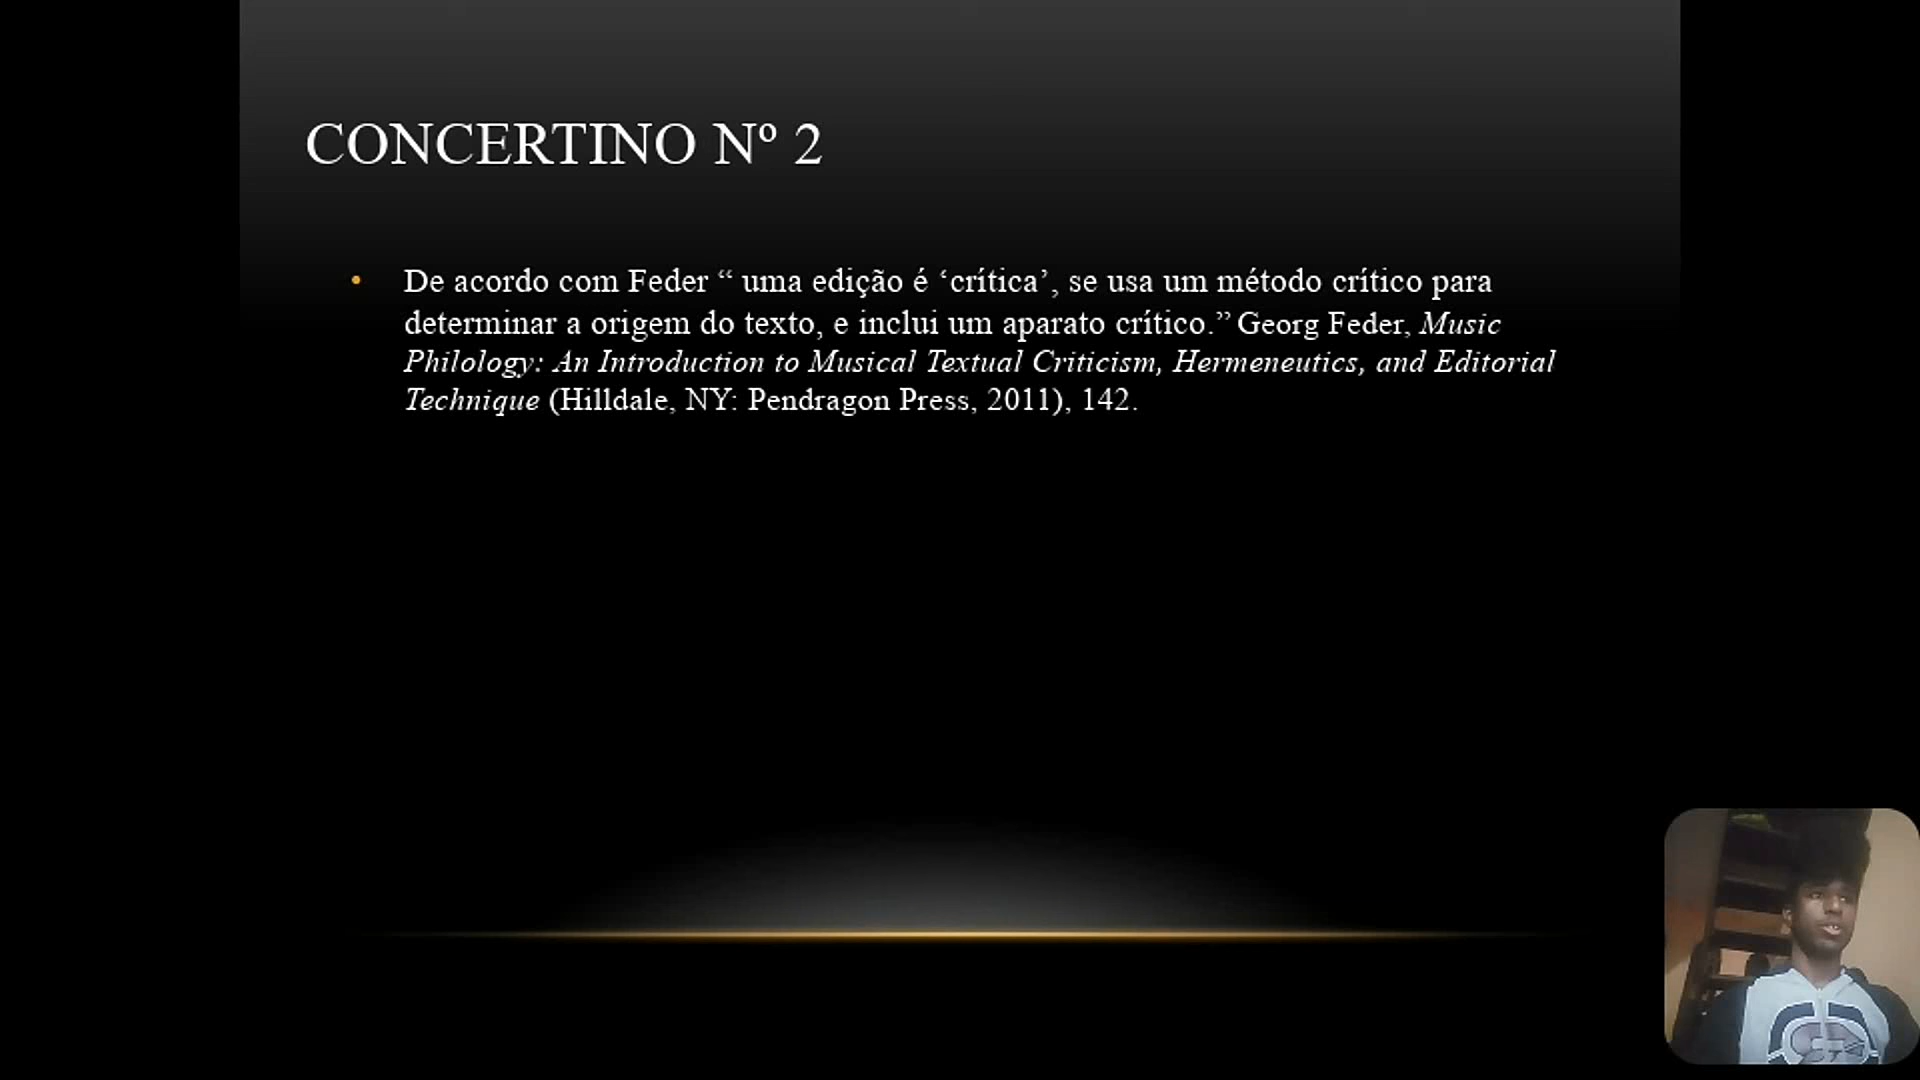 CONCERTINO Nº 2
• De acordo com Feder “ uma edição é ‘crítica’, se usa um método crítico para
determinar a origem do texto, e inclui um aparato crítico.” Georg Feder, Music
Philology: An Introduction to Musical Textual Criticism, Hermeneutics, and Editorial
Technique (Hilldale, NY: Pendragon Press, 2011), 142.